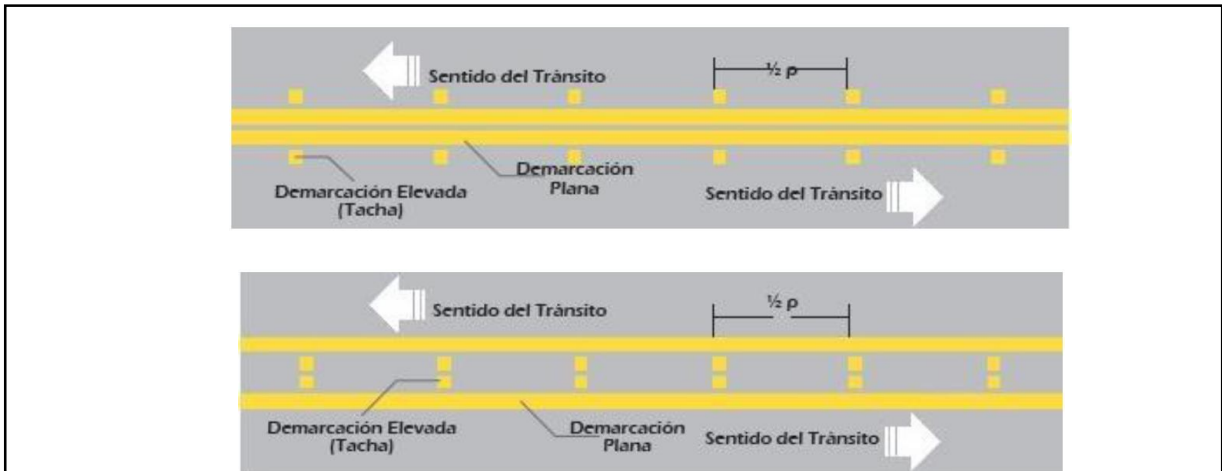 Sentido del Tránsito
½ ρ
Demarcación Elevada
(Tacha)
Demarcación
Plana
Sentido del Tránsito
Sentido del Tránsito
½ ρ
Demarcación Elevada
(Tacha)
Demarcación
Plana
Sentido del Tránsito